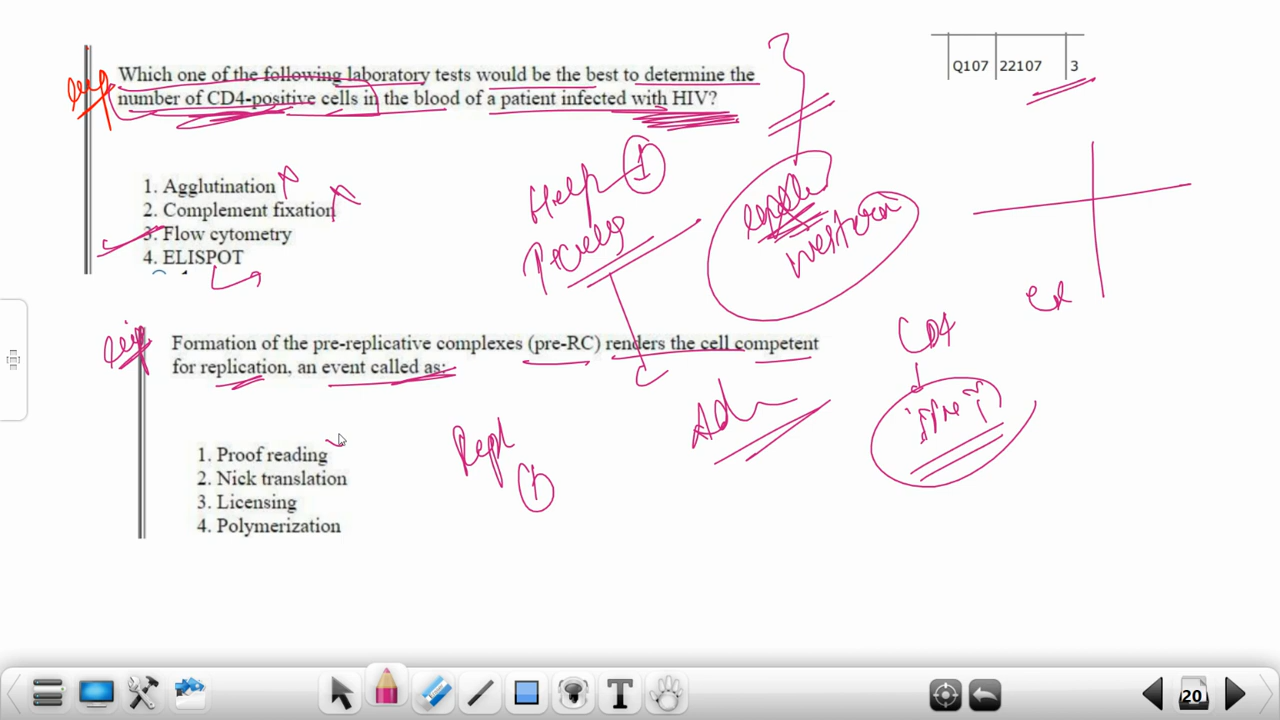 Q107 22107 3
Which one of the following laboratory tests would be the best to determine the
number of CD4-positive cells in the blood of a patient infected with HIV?
1. Agglutination
2. Complement fixation
3. Flow cytometry
4. ELISPOT
Help I
western
CD4
Formation of the pre-replicative complexes (pre-RC) renders the cell competent
for replication, an event called as:
1. Proof reading
2. Nick translation
3. Licensing
4. Polymerization
Repl
20